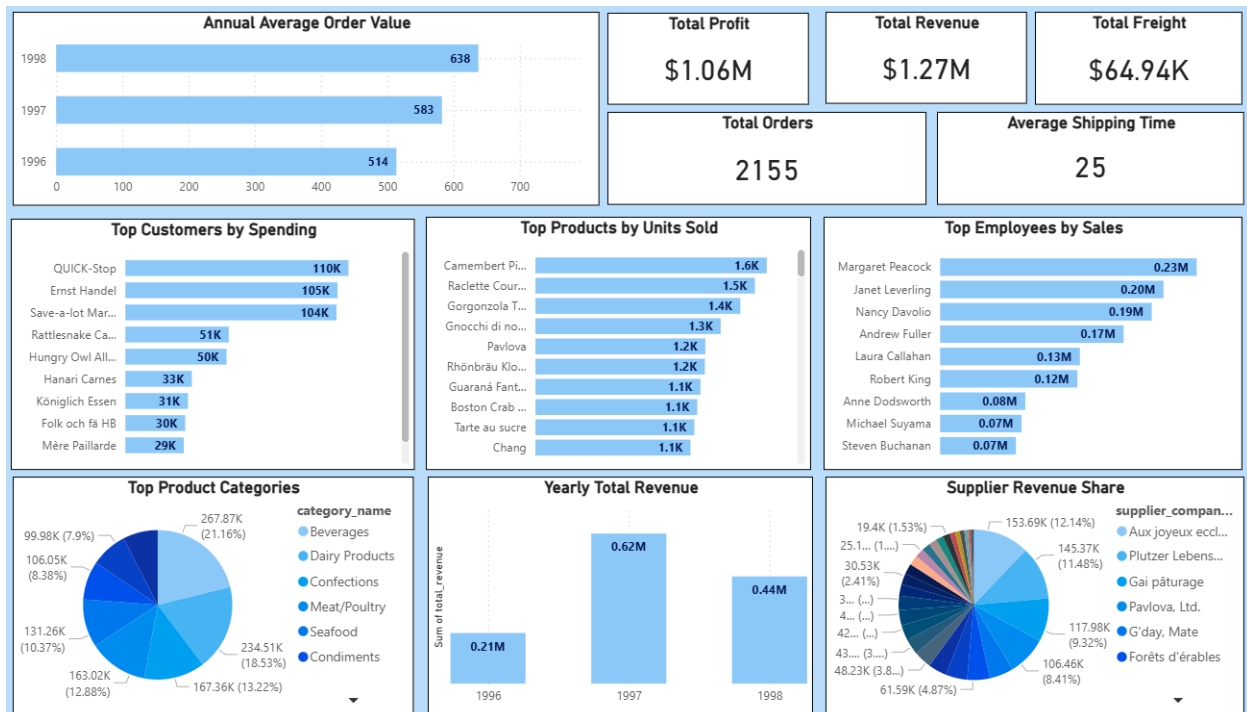 Annual Average Order Value
1998
638
1997
583
1996
514
0 100 200 300 400 500 600 700
Total Profit
$1.06M
Total Revenue
$1.27M
Total Freight
$64.94K
Total Orders
2155
Average Shipping Time
25
Top Customers by Spending
QUICK-Stop 110K
Ernst Handel 105K
Save-a-lot Mar... 104K
Rattlesnake Ca... 51K
Hungry Owl All... 50K
Hanari Carnes 33K
Königlich Essen 31K
Folk och fä HB 30K
Mère Paillarde 29K
Top Products by Units Sold
Camembert Pi... 1.6K
Raclette Cour... 1.5K
Gorgonzola T... 1.4K
Gnocchi di no... 1.3K
Pavlova 1.2K
Rhönbräu Klo... 1.2K
Guaraná Fant... 1.1K
Boston Crab ... 1.1K
Tarte au sucre 1.1K
Chang 1.1K
Top Employees by Sales
Margaret Peacock 0.23M
Janet Leverling 0.20M
Nancy Davolio 0.19M
Andrew Fuller 0.17M
Laura Callahan 0.13M
Robert King 0.12M
Anne Dodsworth 0.08M
Michael Suyama 0.07M
Steven Buchanan 0.07M
Top Product Categories
267.87K
(21.16%)
234.51K
(18.53%)
167.36K (13.22%)
163.02K
(12.88%)
131.26K
(10.37%)
106.05K
(8.38%)
99.98K (7.9%)
category_name
Beverages
Dairy Products
Confections
Meat/Poultry
Seafood
Condiments
Yearly Total Revenue
Sum of total_revenue
0.21M
0.62M
0.44M
1996 1997 1998
Supplier Revenue Share
153.69K (12.14%)
145.37K
(11.48%)
117.98K
(9.32%)
106.46K
(8.41%)
61.59K (4.87%)
48.23K (3.8...
43.... (3....
42... (...)
4... (...)
3... (...)
30.53K
(2.41%)
25.1... (1....)
19.4K (1.53%)
supplier_compan...
Aux joyeux eccl...
Plutzer Lebens...
Gai pâturage
Pavlova, Ltd.
G'day, Mate
Forêts d'érables